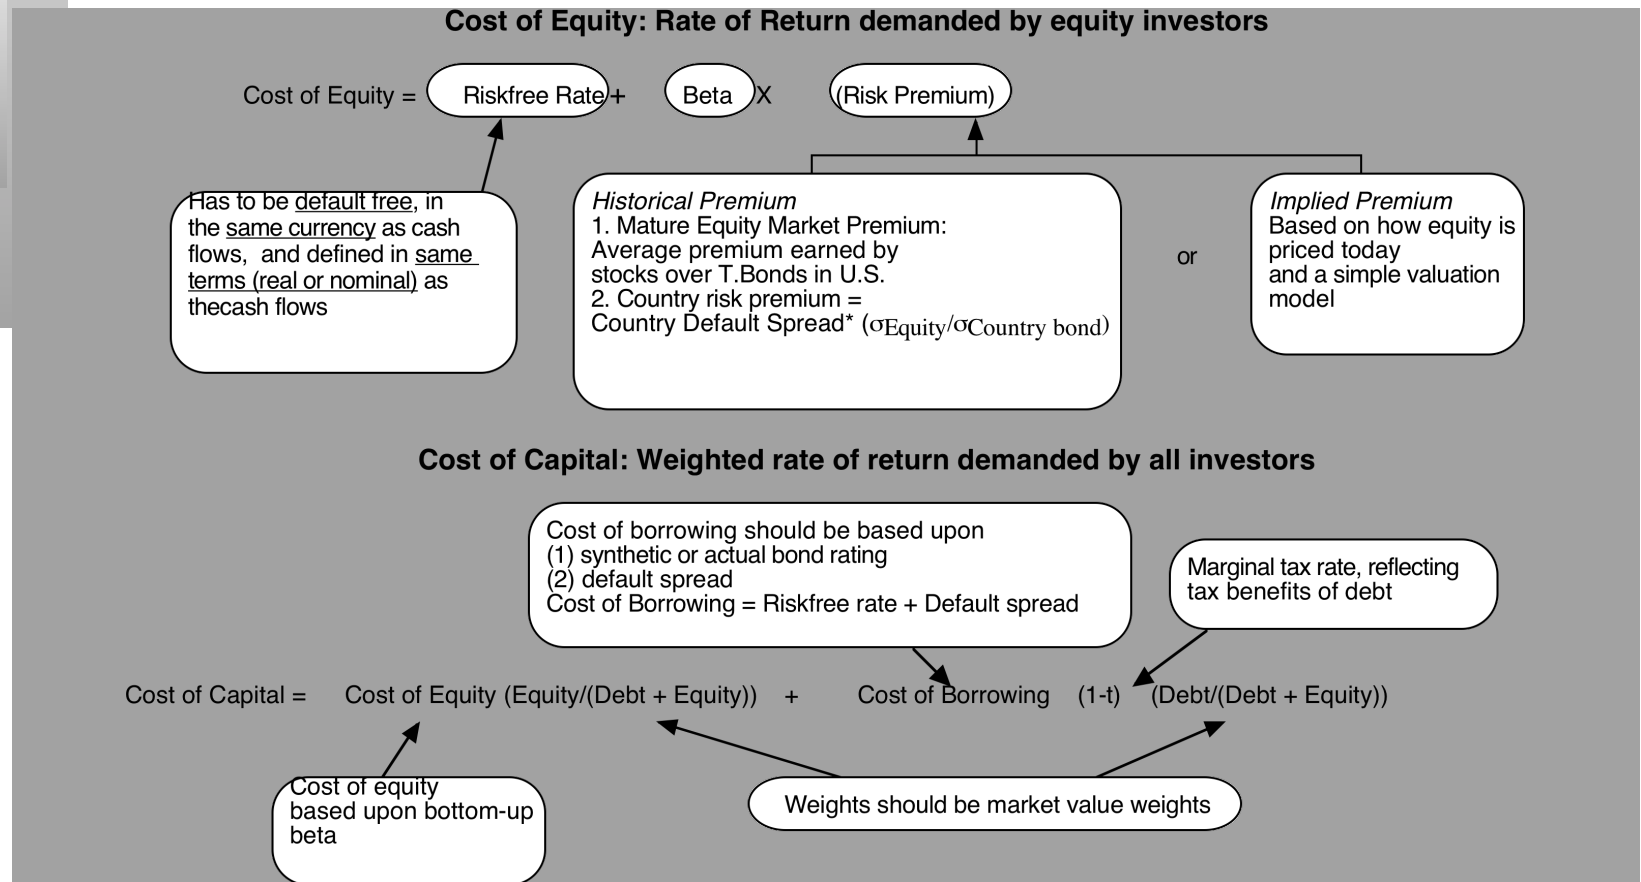 Cost of Equity: Rate of Return demanded by equity investors
Cost of Equity = Riskfree Rate + Beta X (Risk Premium)
Has to be default free, in
the same currency as cash
flows, and defined in same
terms (real or nominal) as
thecash flows
Historical Premium
1. Mature Equity Market Premium:
Average premium earned by
stocks over T.Bonds in U.S.
2. Country risk premium =
Country Default Spread* (σEquity/σCountry bond)
or
Implied Premium
Based on how equity is
priced today
and a simple valuation
model
Cost of Capital: Weighted rate of return demanded by all investors
Cost of borrowing should be based upon
(1) synthetic or actual bond rating
(2) default spread
Cost of Borrowing = Riskfree rate + Default spread
Marginal tax rate, reflecting
tax benefits of debt
Cost of Capital = Cost of Equity (Equity/(Debt + Equity)) + Cost of Borrowing (1-t) (Debt/(Debt + Equity))
Cost of equity
based upon bottom-up
beta
Weights should be market value weights